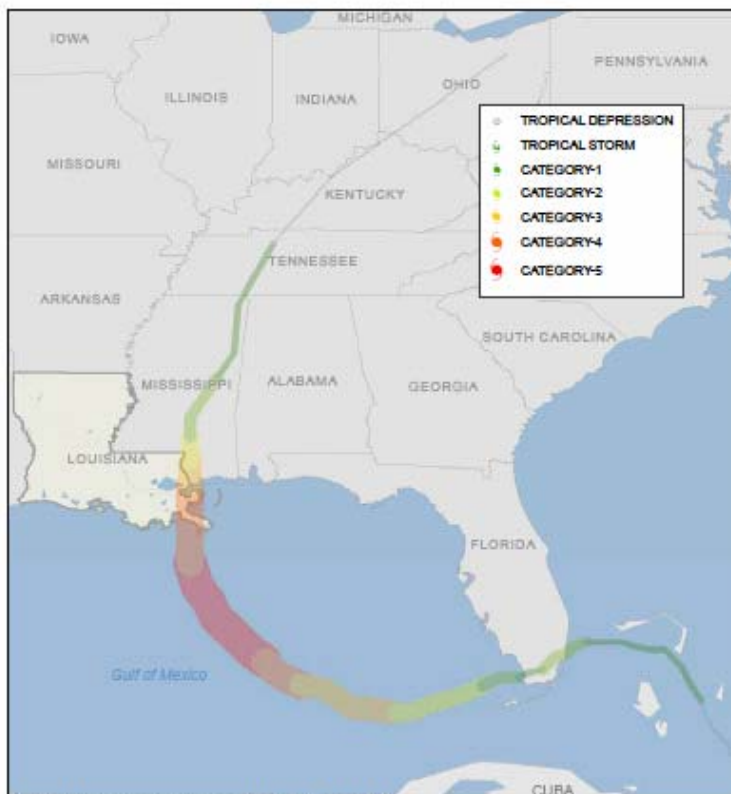 MICHIGAN
IOWA
PENNSYLVANIA
OHIO
ILLINOIS
INDIANA
TROPICAL DEPRESSION
TROPICAL STORM
CATEGORY-1
CATEGORY-2
CATEGORY-3
CATEGORY-4
CATEGORY-5
MISSOURI
KENTUCKY
TENNESSEE
ARKANSAS
SOUTH CAROLINA
MISSISSIPPI
ALABAMA
GEORGIA
LOUISIANA
FLORIDA
Gulf of Mexico
CUBA